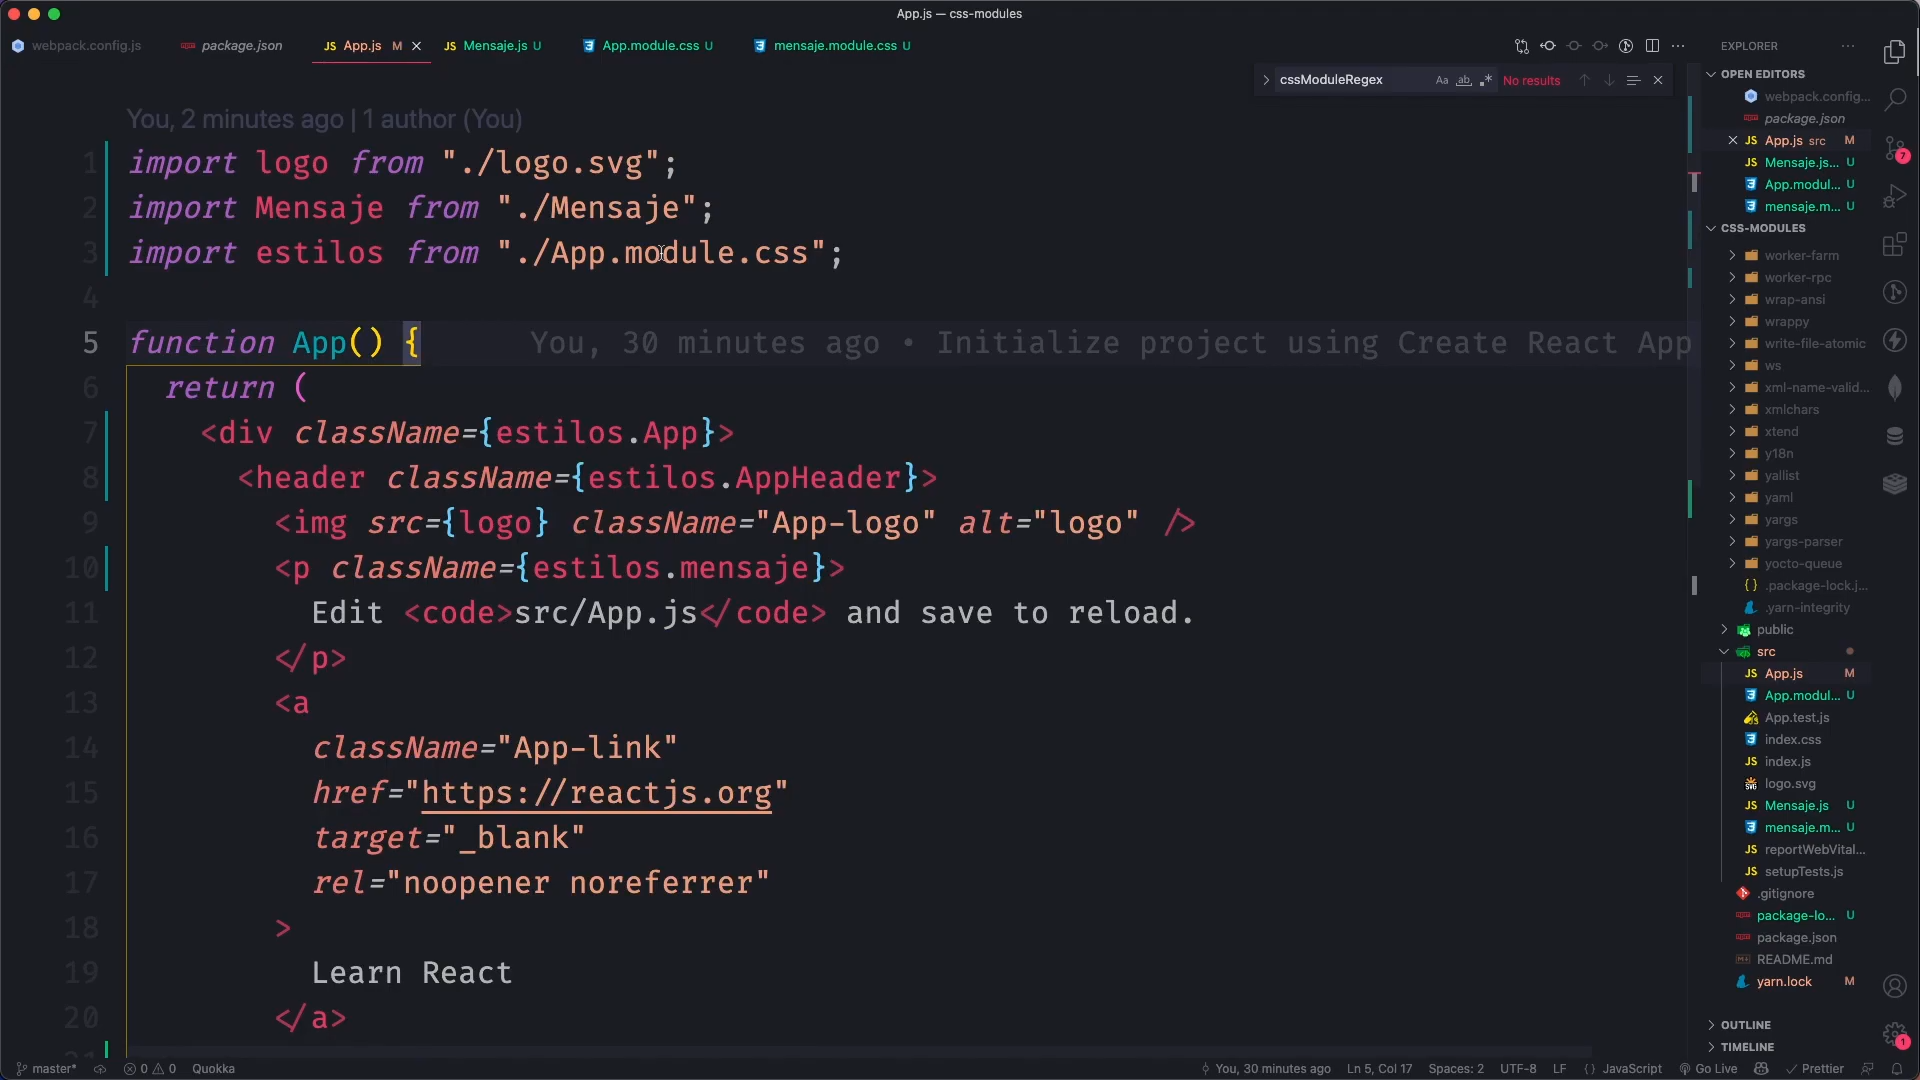 App.js — css-modules
webpack.config.js
package.json
JS App.js M
JS Mensaje.js U
App.module.css U
mensaje.module.css U
cssModuleRegex
Aa ab .* No results
You, 2 minutes ago | 1 author (You)
1 import logo from "./logo.svg";
2 import Mensaje from "./Mensaje";
3 import estilos from "./App.module.css";
4
5 function App() { You, 30 minutes ago • Initialize project using Create React App
6 return (
7 <div className={estilos.App}>
8 <header className={estilos.AppHeader}>
9 <img src={logo} className="App-logo" alt="logo" />
10 <p className={estilos.mensaje}>
11 Edit <code>src/App.js</code> and save to reload.
12 </p>
13 <a
14 className="App-link"
15 href="https://reactjs.org"
16 target="_blank"
17 rel="noopener noreferrer"
18 >
19 Learn React
20 </a>
EXPLORER
OPEN EDITORS
webpack.config...
package.json
JS App.js src M
JS Mensaje.js... U
App.modul... U
mensaje.m... U
CSS-MODULES
worker-farm
worker-rpc
wrap-ansi
wrappy
write-file-atomic
ws
xml-name-valid...
xmlchars
xtend
y18n
yallist
yaml
yargs
yargs-parser
yocto-queue
{} .package-lock.j...
.yarn-integrity
public
src
JS App.js M
App.modul... U
App.test.js
index.css
JS index.js
logo.svg
JS Mensaje.js U
mensaje.m... U
JS reportWebVital...
JS setupTests.js
.gitignore
package-lo... U
package.json
README.md
yarn.lock M
OUTLINE
TIMELINE
7
1
master* 0 0 Quokka
You, 30 minutes ago Ln 5, Col 17 Spaces: 2 UTF-8 LF {} JavaScript Go Live Prettier